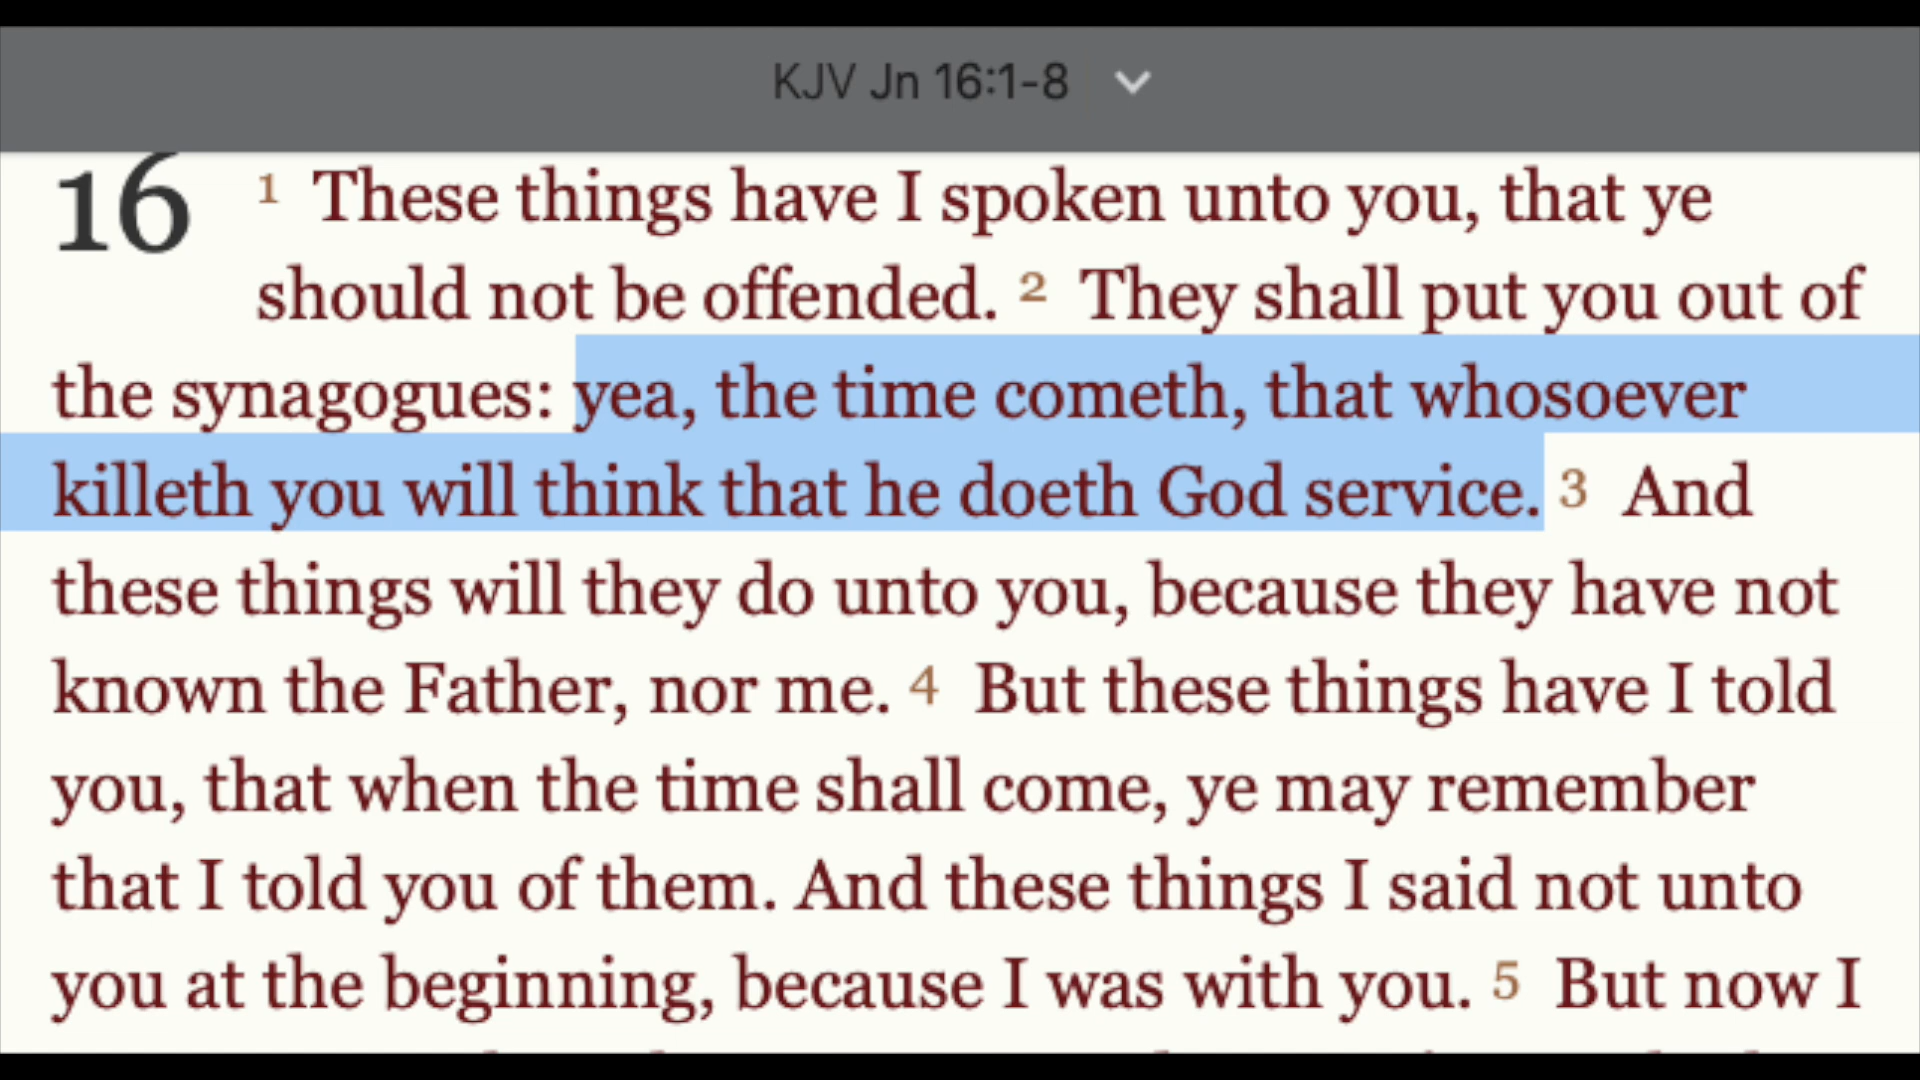 KJV Jn 16:1-8
16 1 These things have I spoken unto you, that ye
should not be offended. 2 They shall put you out of
the synagogues: yea, the time cometh, that whosoever
killeth you will think that he doeth God service. 3 And
these things will they do unto you, because they have not
known the Father, nor me. 4 But these things have I told
you, that when the time shall come, ye may remember
that I told you of them. And these things I said not unto
you at the beginning, because I was with you. 5 But now I